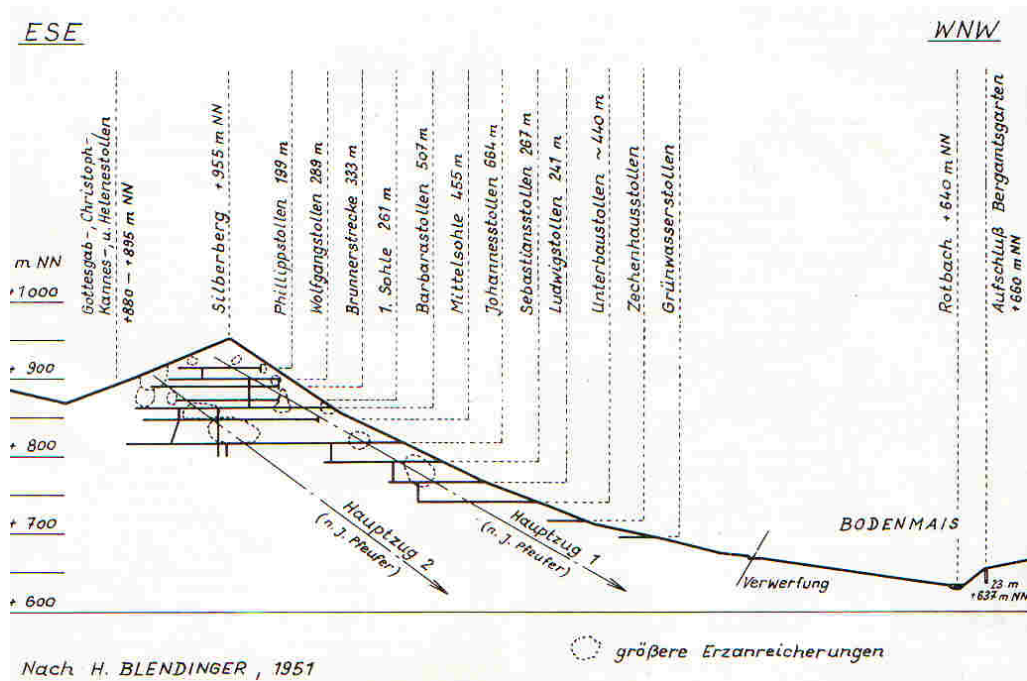 ESE
WNW
Gottesgab-, Christoph-
Kannes-, u. Helenestollen
+880 — +895 m NN
Silberberg +955 m NN
Phillippstollen 199 m
Wolfgangstollen 289 m
Brunnerstrecke 333 m
1. Sohle 261 m
Barbarastollen 507 m
Mittelsohle 455 m
Johannesstollen 664 m
Sebastiansstollen 267 m
Ludwigstollen 241 m
Unterbaustollen ~440 m
Zechenhausstollen
Grünwasserstollen
Rotbach +640 m NN
Aufschluß Bergamtsgarten
+660 m NN
m NN
+1000
+ 900
+ 800
+ 700
+ 600
Hauptzug 2
(n. J. Pfeufer)
Hauptzug 1
(n. J. Pfeufer)
BODENMAIS
Verwerfung
23 m
+637 m NN
größere Erzanreicherungen
Nach H. BLENDINGER, 1951